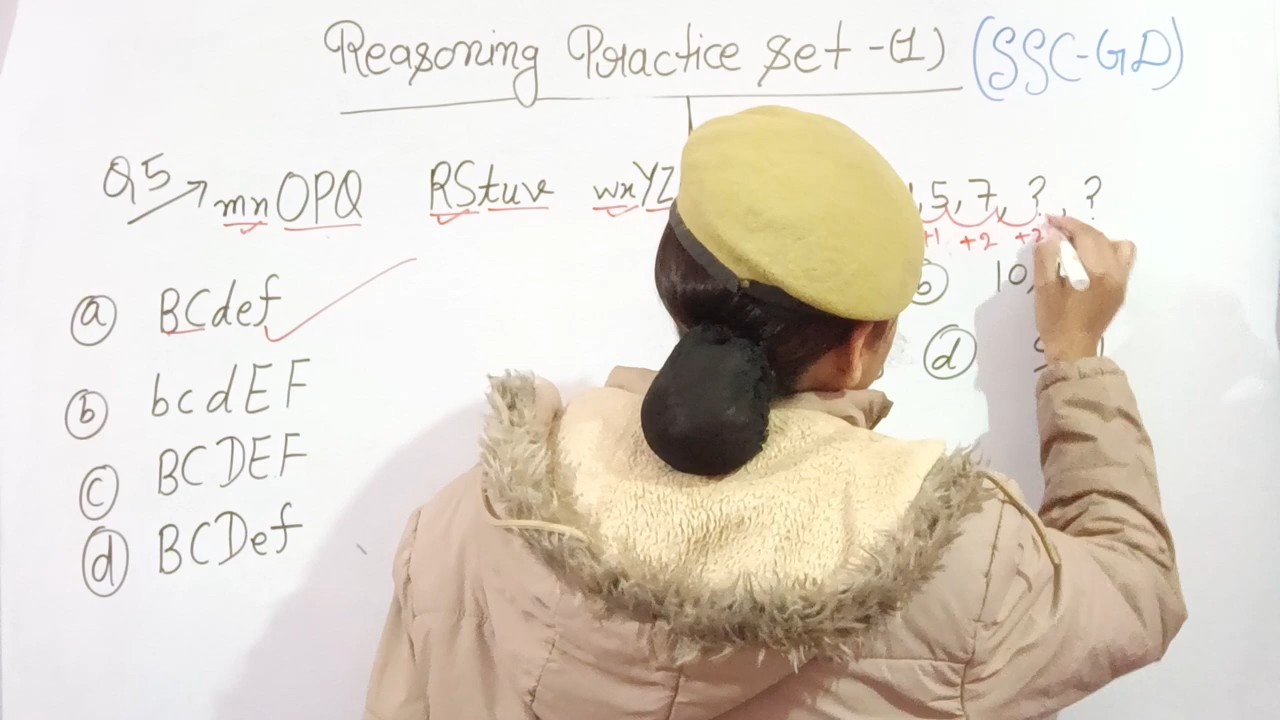 Reasoning Practice Set -(1) (SSC-GD)
Q5 mnOPQ RStuv wxYZ
(a) BCdef
(b) bcdEF
(c) BCDEF
(d) BCDef
,5,7,?,?
+1 +2 +2
(b) 10,
(d)